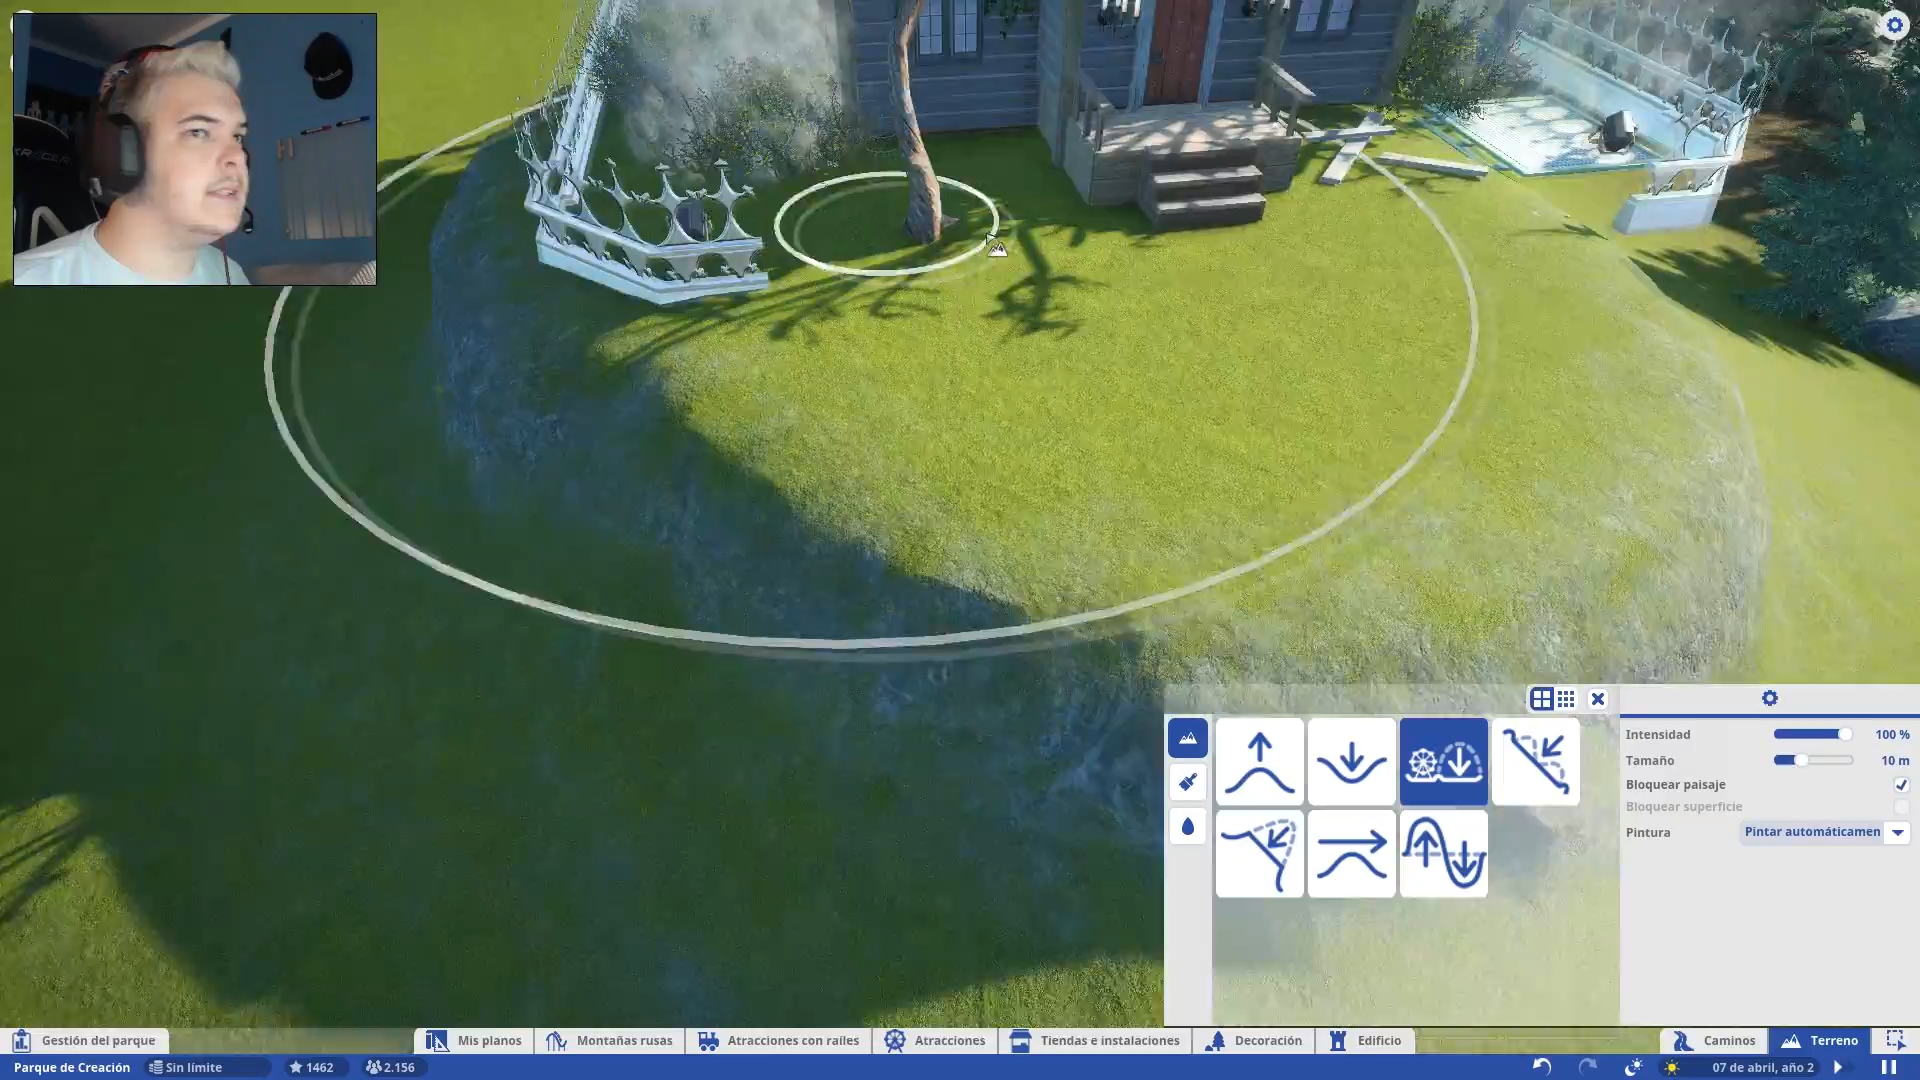 Intensidad 100 %
Tamaño 10 m
Bloquear paisaje
Bloquear superficie
Pintura Pintar automáticamen
Gestión del parque
Mis planos
Montañas rusas
Atracciones con raíles
Atracciones
Tiendas e instalaciones
Decoración
Edificio
Caminos
Terreno
Parque de Creación
Sin límite
1462
2.156
07 de abril, año 2